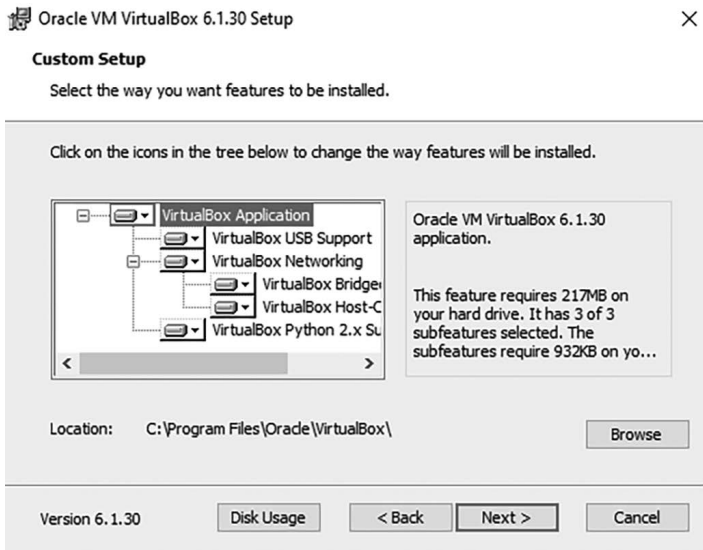 Oracle VM VirtualBox 6.1.30 Setup
Custom Setup
Select the way you want features to be installed.
Click on the icons in the tree below to change the way features will be installed.
VirtualBox Application
VirtualBox USB Support
VirtualBox Networking
VirtualBox Bridge
VirtualBox Host-C
VirtualBox Python 2.x Su
Oracle VM VirtualBox 6.1.30
application.
This feature requires 217MB on
your hard drive. It has 3 of 3
subfeatures selected. The
subfeatures require 932KB on yo...
Location: C:\Program Files\Oracle\VirtualBox\
Browse
Version 6.1.30
Disk Usage
< Back
Next >
Cancel